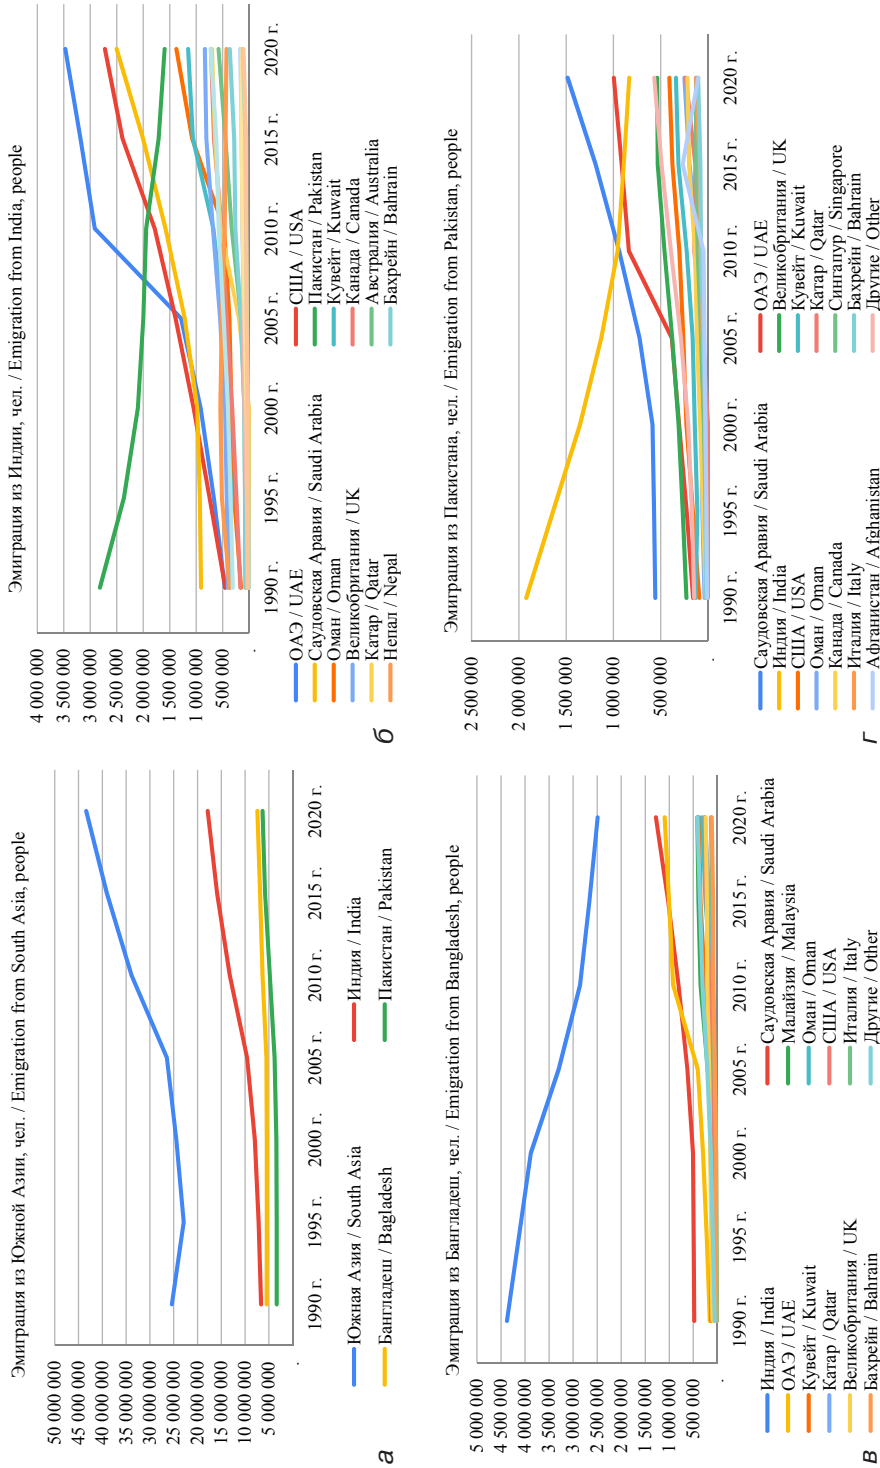 Эмиграция из Южной Азии, чел. / Emigration from South Asia, people
50 000 000
45 000 000
40 000 000
35 000 000
30 000 000
25 000 000
20 000 000
15 000 000
10 000 000
5 000 000
1990 г. 1995 г. 2000 г. 2005 г. 2010 г. 2015 г. 2020 г.
Южная Азия / South Asia Индия / India
Бангладеш / Bagladesh Пакистан / Pakistan
а
Эмиграция из Индии, чел. / Emigration from India, people
4 000 000
3 500 000
3 000 000
2 500 000
2 000 000
1 500 000
1 000 000
500 000
1990 г. 1995 г. 2000 г. 2005 г. 2010 г. 2015 г. 2020 г.
ОАЭ / UAE США / USA
Саудовская Аравия / Saudi Arabia Пакистан / Pakistan
Оман / Oman Кувейт / Kuwait
Великобритания / UK Канада / Canada
Катар / Qatar Австралия / Australia
Непал / Nepal Бахрейн / Bahrain
б
Эмиграция из Бангладеш, чел. / Emigration from Bangladesh, people
5 000 000
4 500 000
4 000 000
3 500 000
3 000 000
2 500 000
2 000 000
1 500 000
1 000 000
500 000
1990 г. 1995 г. 2000 г. 2005 г. 2010 г. 2015 г. 2020 г.
Индия / India Саудовская Аравия / Saudi Arabia
ОАЭ / UAE Малайзия / Malaysia
Кувейт / Kuwait Оман / Oman
Катар / Qatar США / USA
Великобритания / UK Италия / Italy
Бахрейн / Bahrain Другие / Other
в
Эмиграция из Пакистана, чел. / Emigration from Pakistan, people
2 500 000
2 000 000
1 500 000
1 000 000
500 000
1990 г. 1995 г. 2000 г. 2005 г. 2010 г. 2015 г. 2020 г.
Саудовская Аравия / Saudi Arabia ОАЭ / UAE
Индия / India Великобритания / UK
США / USA Кувейт / Kuwait
Оман / Oman Катар / Qatar
Канада / Canada Сингапур / Singapore
Италия / Italy Бахрейн / Bahrain
Афганистан / Afghanistan Другие / Other
г